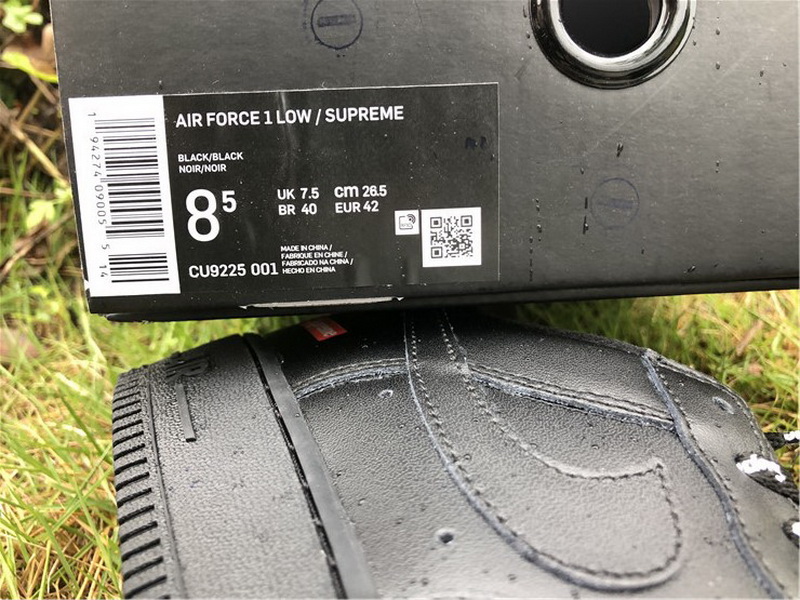 AIR FORCE 1 LOW / SUPREME
BLACK/BLACK
NOIR/NOIR
8⁵
UK 7.5 cm 26.5
BR 40 EUR 42
CU9225 001
MADE IN CHINA /
FABRIQUE EN CHINE /
FABRICADO NA CHINA /
HECHO EN CHINA
1 94274 09005 5 14